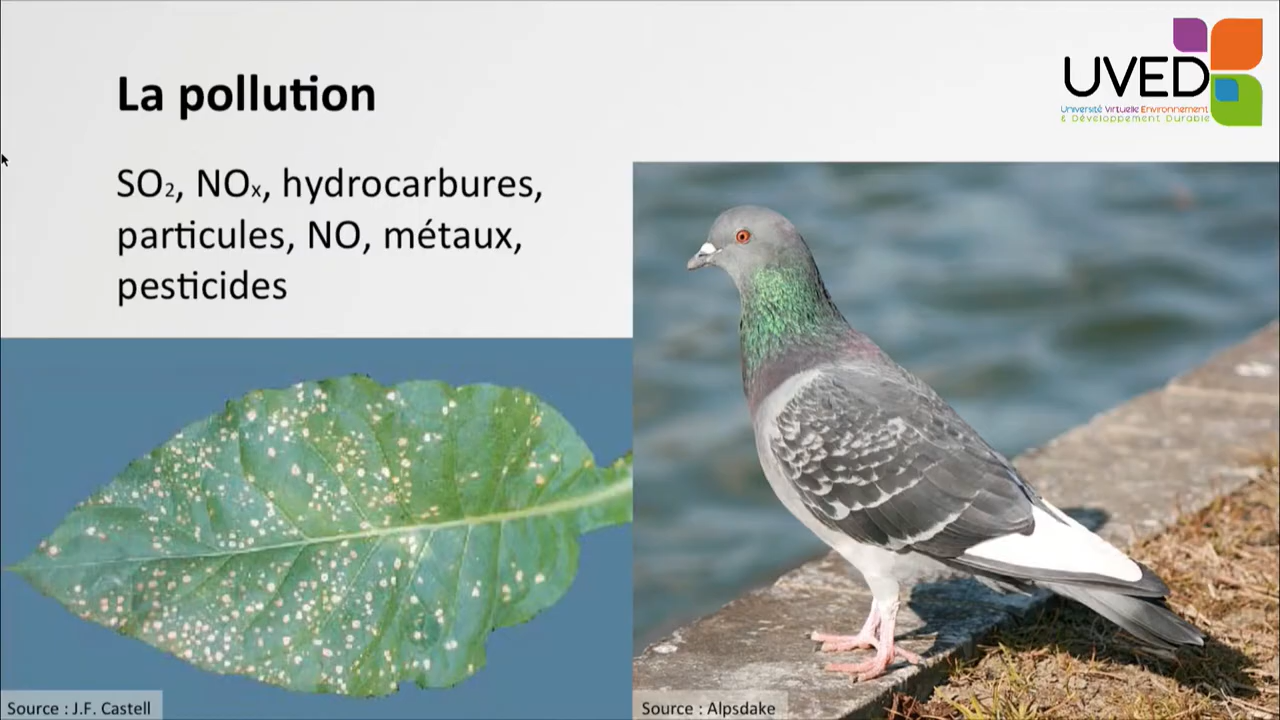 La pollution
UVED
Université Virtuelle Environnement
& Développement Durable
SO₂, NOₓ, hydrocarbures,
particules, NO, métaux,
pesticides
Source : J.F. Castell
Source : Alpsdake